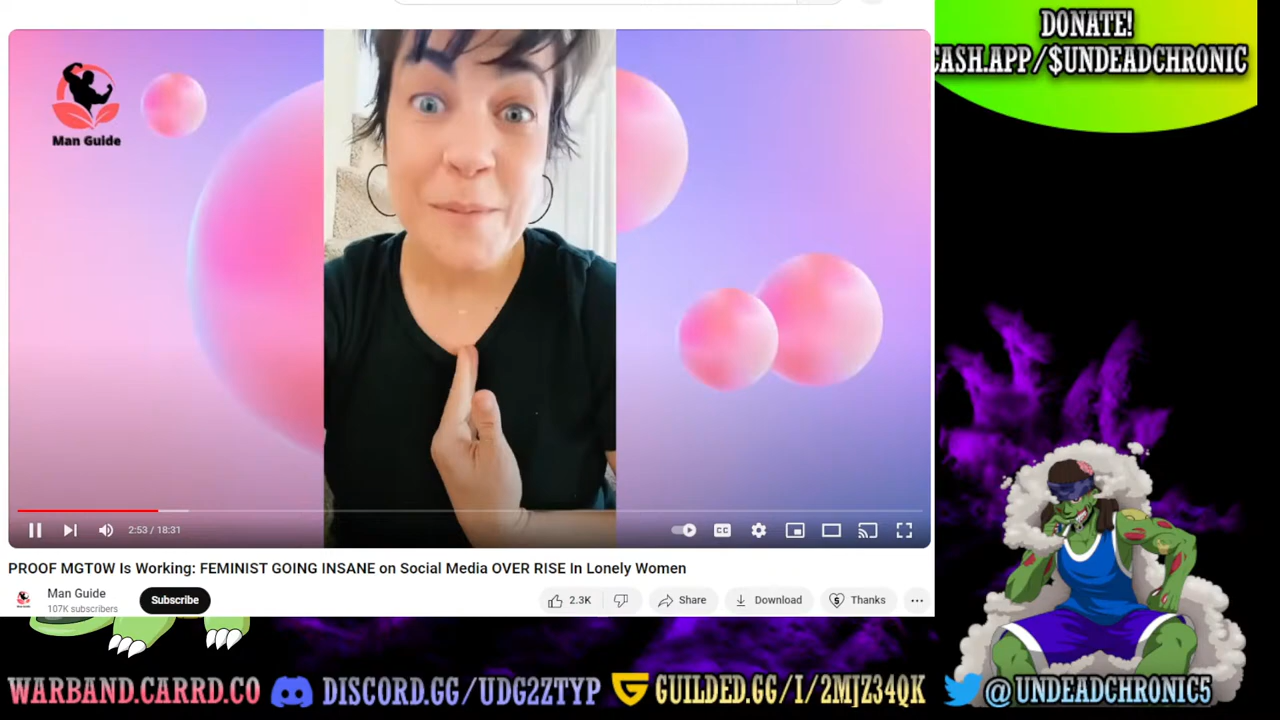 DONATE!
CASH.APP/$UNDEADCHRONIC
Man Guide
2:53 / 18:31
CC
PROOF MGT0W Is Working: FEMINIST GOING INSANE on Social Media OVER RISE In Lonely Women
Man Guide
107K subscribers
Subscribe
2.3K
Share
Download
Thanks
WARBAND.CARRD.CO
DISCORD.GG/UDG2ZTYP
GUILDED.GG/I/2MJZ34QK
@UNDEADCHRONIC5